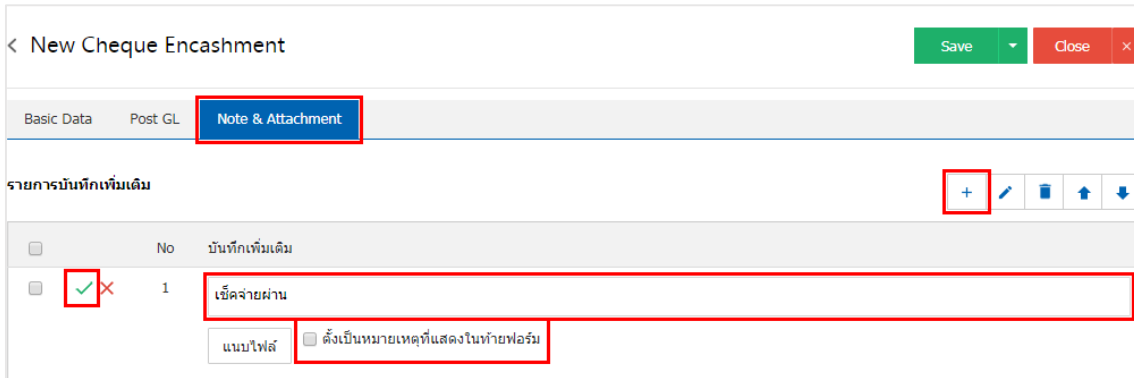 New Cheque Encashment
Save
Close
Basic Data Post GL Note & Attachment
รายการบันทึกเพิ่มเติม
No บันทึกเพิ่มเติม
1 เช็คจ่ายผ่าน
แนบไฟล์ ตั้งเป็นหมายเหตุที่แสดงในท้ายฟอร์ม